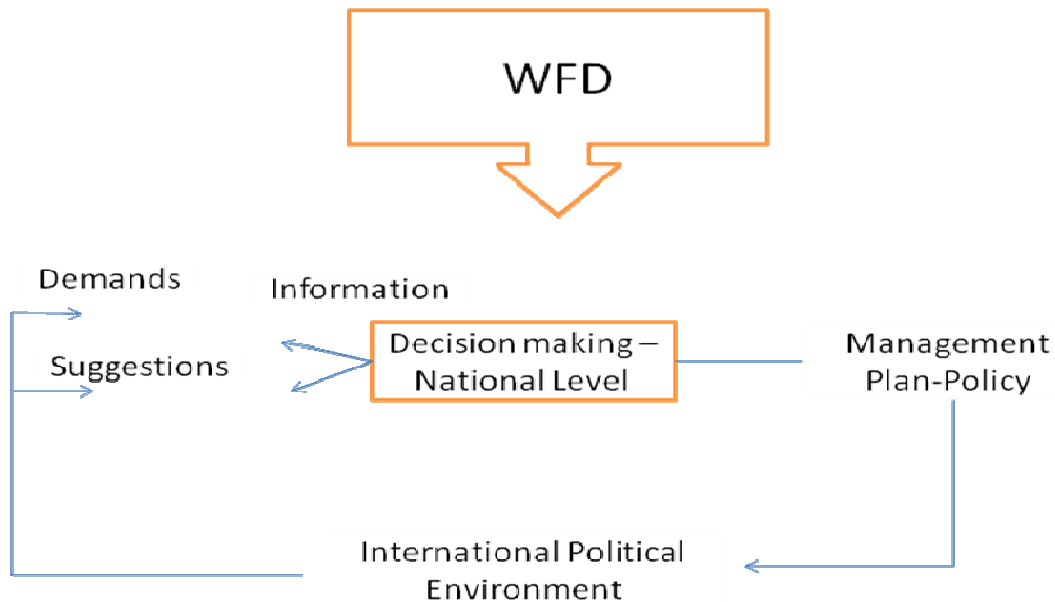 WFD
Demands
Information
Suggestions
Decision making –
National Level
Management
Plan-Policy
International Political
Environment